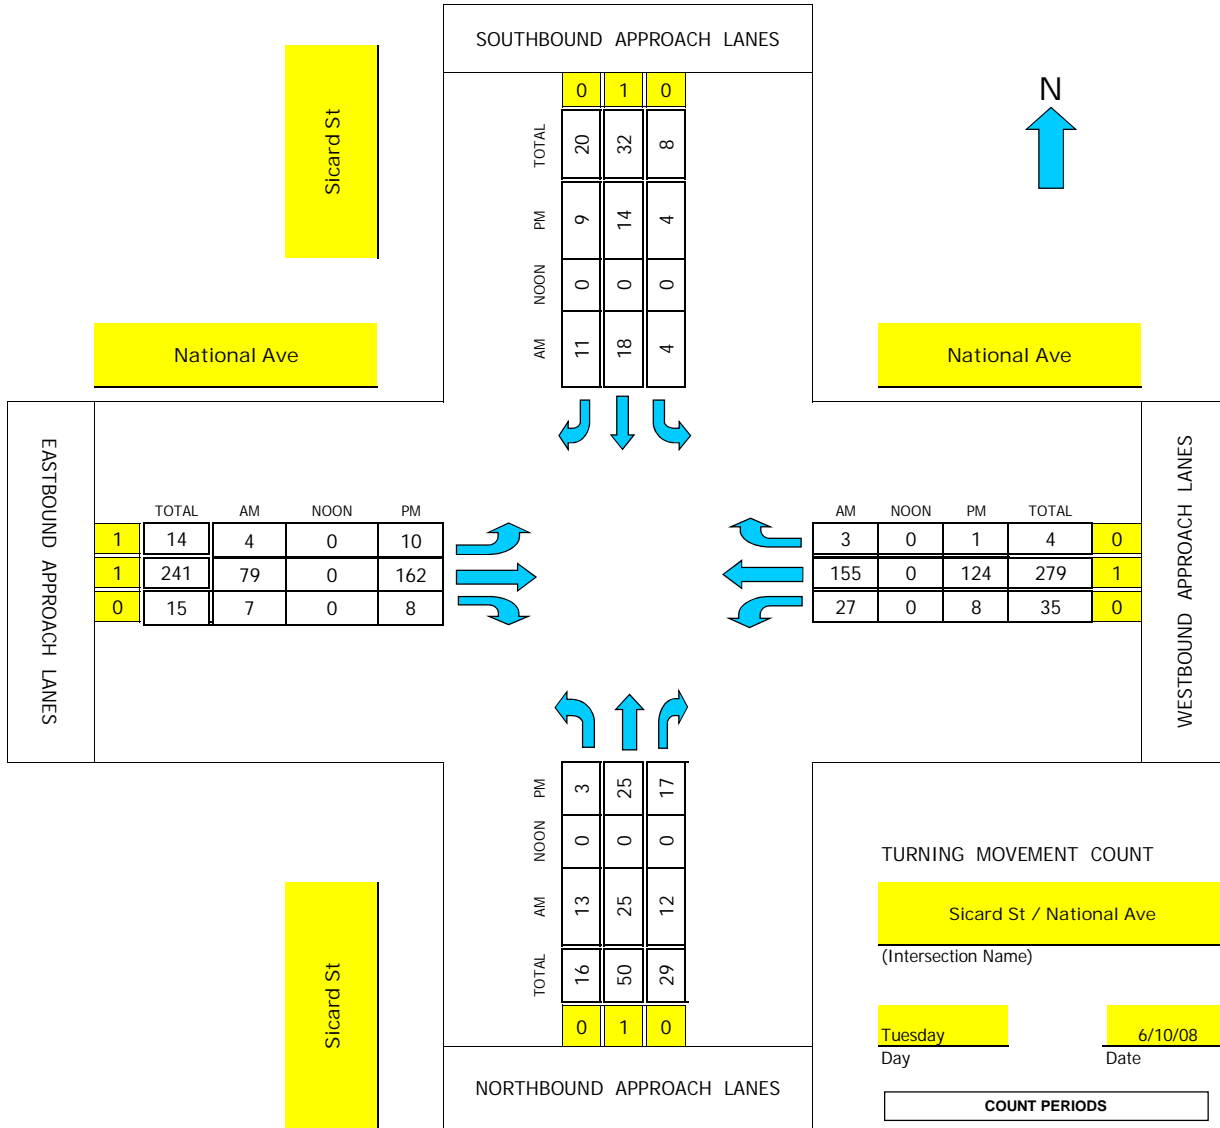 SOUTHBOUND APPROACH LANES
0 1 0
Sicard St
N
TOTAL 20 32 8
PM 9 14 4
NOON 0 0 0
AM 11 18 4
National Ave
National Ave
EASTBOUND APPROACH LANES
TOTAL AM NOON PM
1 14 4 0 10
1 241 79 0 162
0 15 7 0 8
AM NOON PM TOTAL
3 0 1 4 0
155 0 124 279 1
27 0 8 35 0
WESTBOUND APPROACH LANES
PM 3 25 17
NOON 0 0 0
AM 13 25 12
TOTAL 16 50 29
0 1 0
NORTHBOUND APPROACH LANES
Sicard St
TURNING MOVEMENT COUNT
Sicard St / National Ave
(Intersection Name)
Tuesday 6/10/08
Day Date
COUNT PERIODS